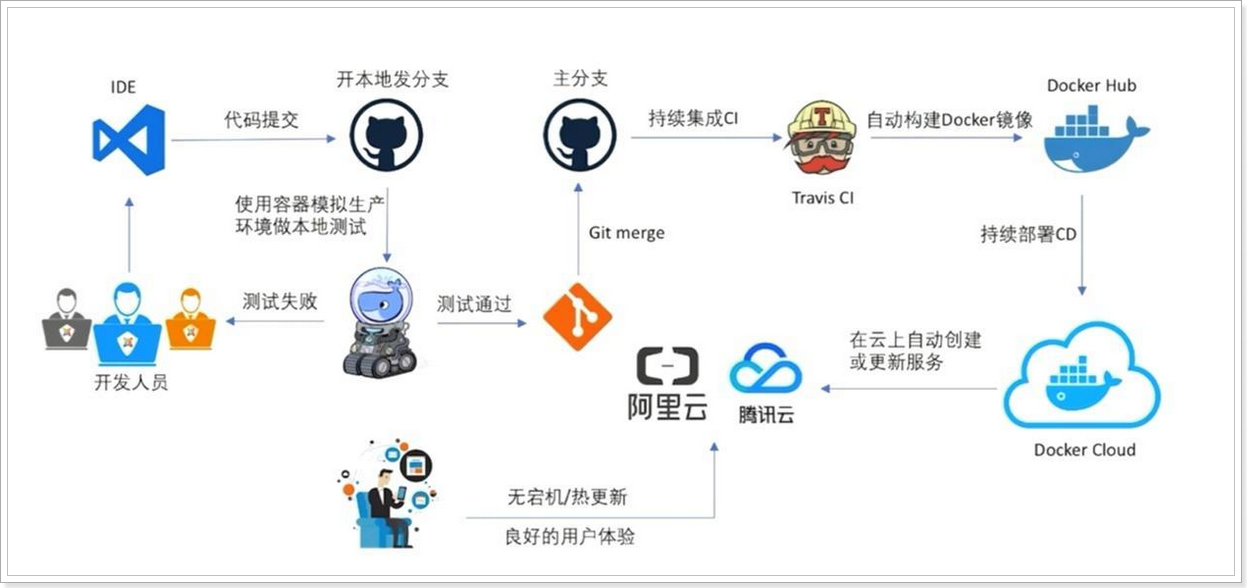 IDE
代码提交
开本地发分支
主分支
持续集成CI
Travis CI
自动构建Docker镜像
Docker Hub
使用容器模拟生产
环境做本地测试
Git merge
持续部署CD
开发人员
测试失败
测试通过
阿里云
腾讯云
在云上自动创建
或更新服务
Docker Cloud
无宕机/热更新
良好的用户体验